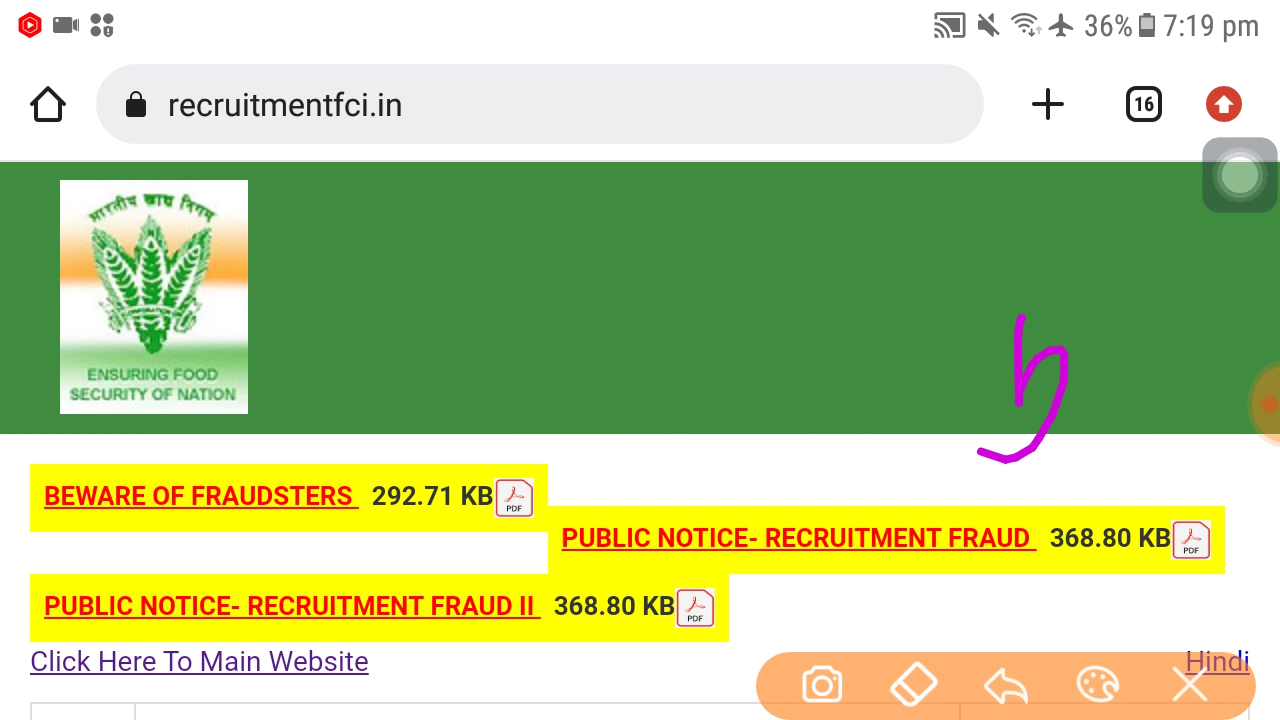 36% 7:19 pm
recruitmentfci.in 16
भारतीय खाद्य निगम
ENSURING FOOD
SECURITY OF NATION
BEWARE OF FRAUDSTERS 292.71 KB PDF
PUBLIC NOTICE- RECRUITMENT FRAUD 368.80 KB PDF
PUBLIC NOTICE- RECRUITMENT FRAUD II 368.80 KB PDF
Click Here To Main Website Hindi